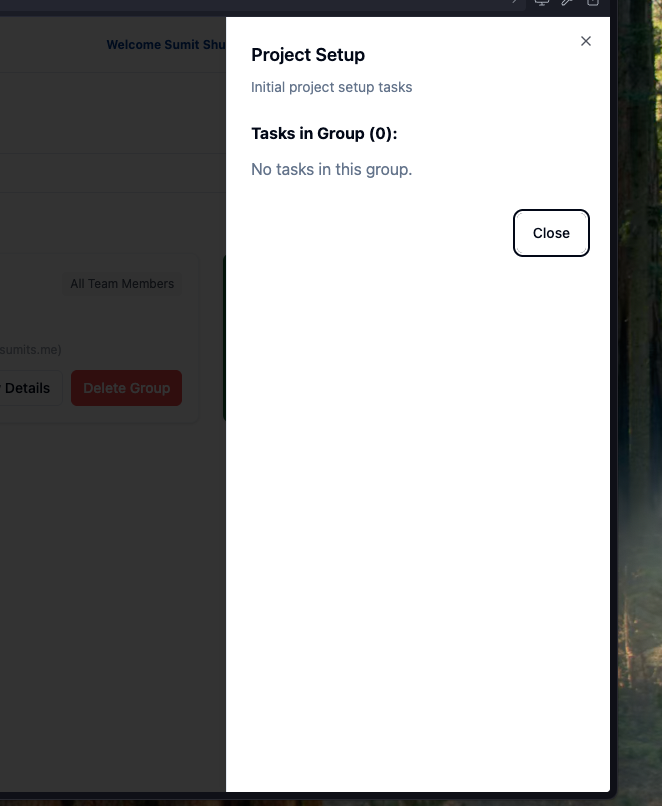 Welcome Sumit Shu
Project Setup
Initial project setup tasks
Tasks in Group (0):
No tasks in this group.
Close
All Team Members
sumits.me)
Details
Delete Group